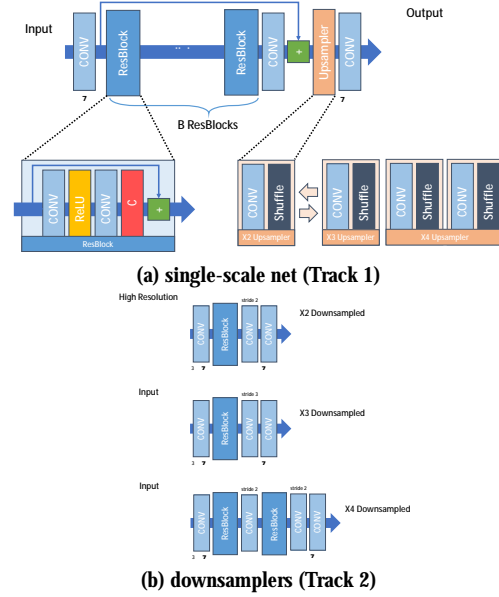 Input
Output
CONV
ResBlock
.. .
ResBlock
CONV
+
Upsampler
CONV
7
7
B ResBlocks
CONV
ReLU
CONV
C
+
ResBlock
CONV
Shuffle
X2 Upsampler
CONV
Shuffle
X3 Upsampler
CONV
Shuffle
CONV
Shuffle
X4 Upsampler
(a) single-scale net (Track 1)
High Resolution
stride 2
X2 Downsampled
CONV
ResBlock
CONV
CONV
3 7 7
Input
stride 3
X3 Downsampled
CONV
ResBlock
CONV
CONV
3 7 7
Input
stride 2
stride 2
X4 Downsampled
CONV
ResBlock
CONV
ResBlock
CONV
CONV
3 7 7
(b) downsamplers (Track 2)